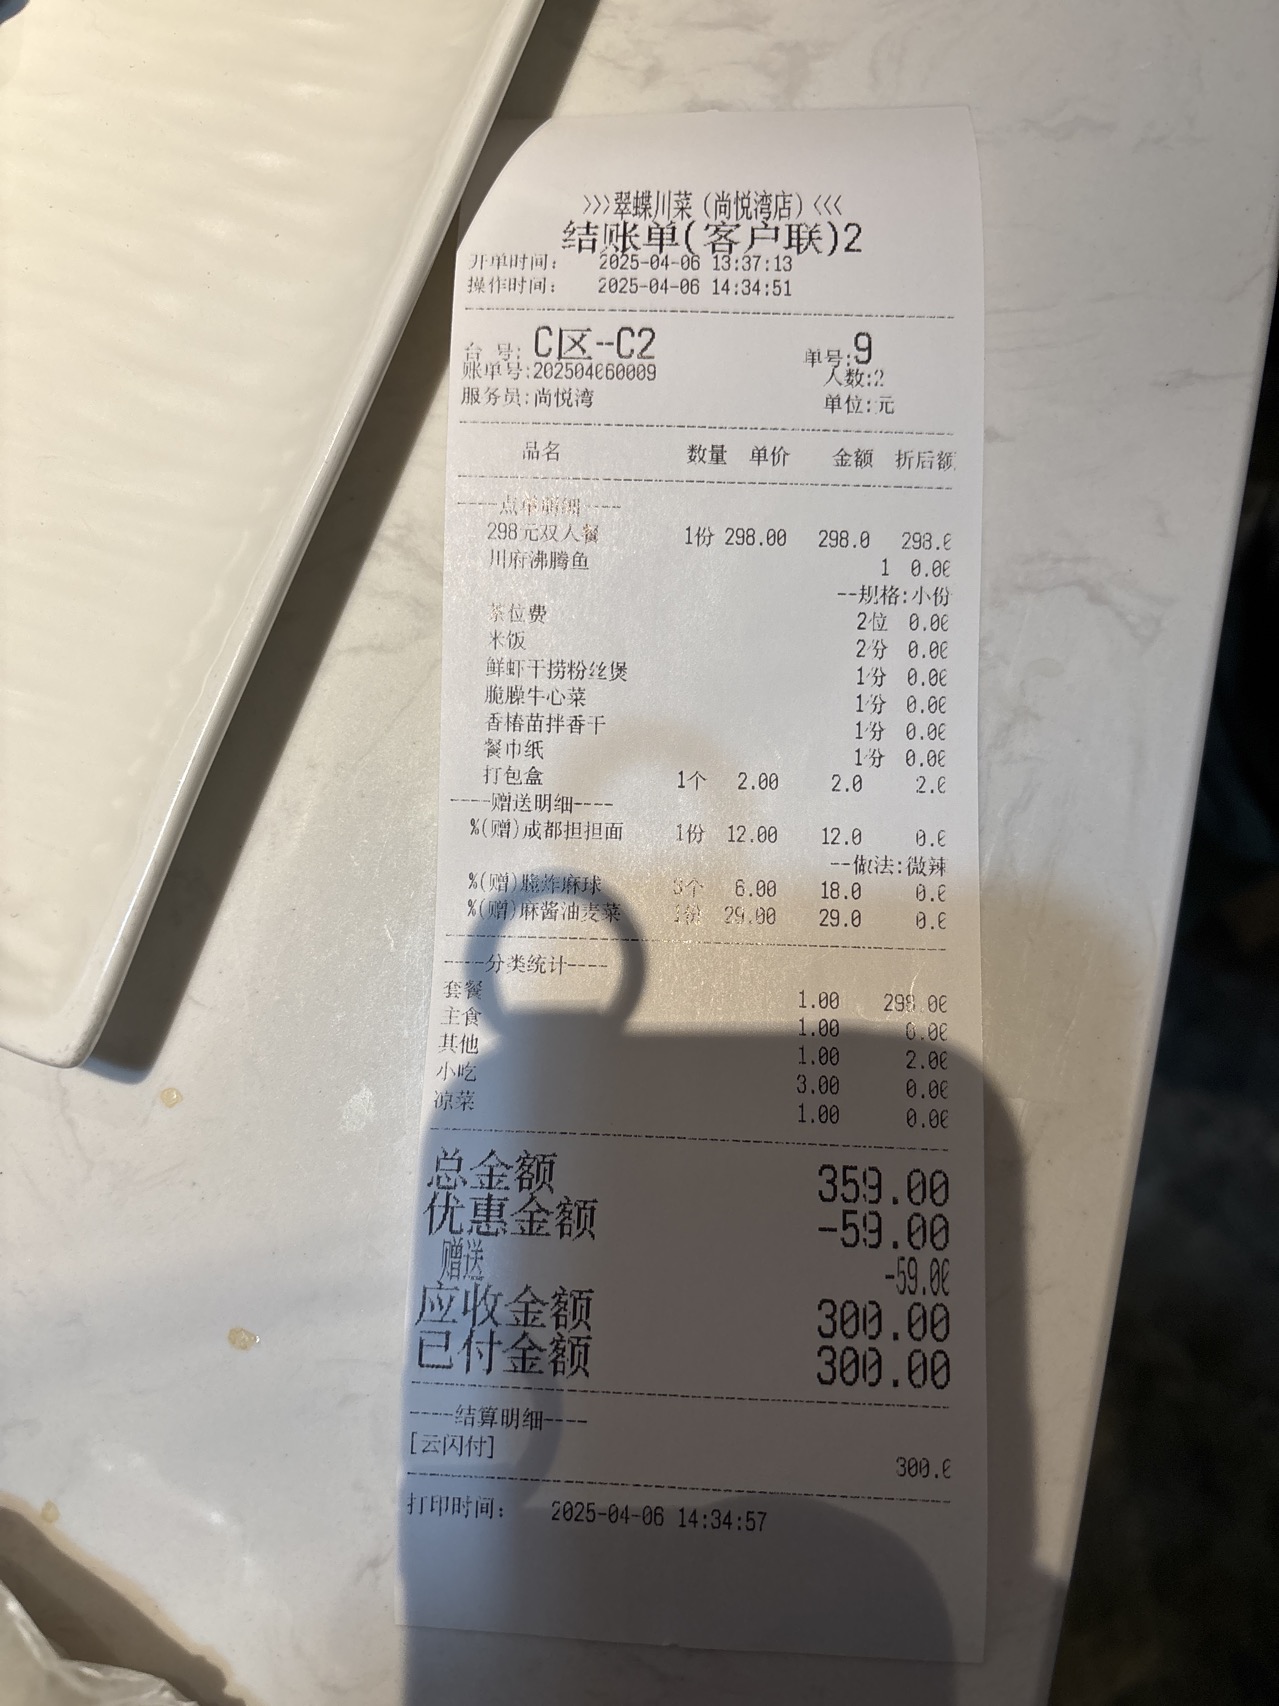 >>>翠蝶川菜(尚悦湾店)<<<
结账单(客户联)2
开单时间: 2025-04-06 13:37:13
操作时间: 2025-04-06 14:34:51
台 号: C区--C2 单号:9
账单号:202504060009 人数:2
服务员:尚悦湾 单位:元
品名 数量 单价 金额 折后额
----点单明细----
298元双人餐 1份 298.00 298.0 298.0
川府沸腾鱼 1 0.00
--规格:小份
茶位费 2位 0.00
米饭 2分 0.00
鲜虾干捞粉丝煲 1分 0.00
脆臊牛心菜 1分 0.00
香椿苗拌香干 1分 0.00
餐巾纸 1分 0.00
打包盒 1个 2.00 2.0 2.0
----赠送明细----
%(赠)成都担担面 1份 12.00 12.0 0.0
--做法:微辣
%(赠)脆炸麻球 3个 6.00 18.0 0.0
%(赠)麻酱油麦菜 1份 29.00 29.0 0.0
----分类统计----
套餐 1.00 298.00
主食 1.00 0.00
其他 1.00 2.00
小吃 3.00 0.00
凉菜 1.00 0.00
总金额 359.00
优惠金额 -59.00
赠送 -59.00
应收金额 300.00
已付金额 300.00
----结算明细----
[云闪付] 300.0
打印时间: 2025-04-06 14:34:57